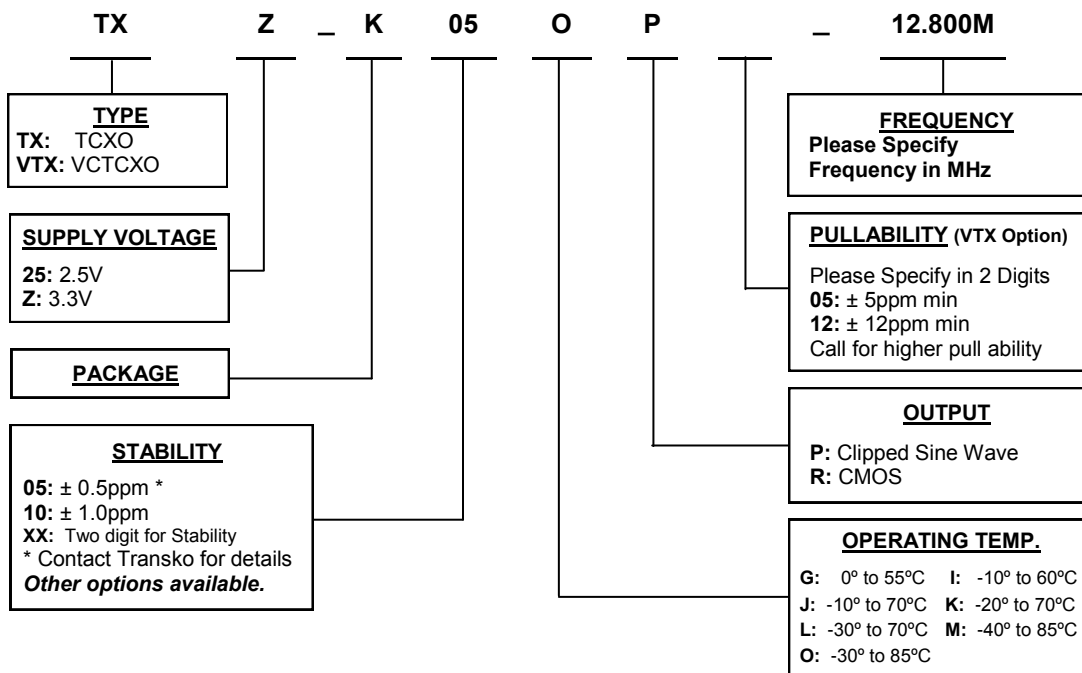 TX Z _ K 05 O P _ 12.800M
TYPE
TX: TCXO
VTX: VCTCXO
SUPPLY VOLTAGE
25: 2.5V
Z: 3.3V
PACKAGE
STABILITY
05: ± 0.5ppm *
10: ± 1.0ppm
XX: Two digit for Stability
* Contact Transko for details
Other options available.
FREQUENCY
Please Specify
Frequency in MHz
PULLABILITY (VTX Option)
Please Specify in 2 Digits
05: ± 5ppm min
12: ± 12ppm min
Call for higher pull ability
OUTPUT
P: Clipped Sine Wave
R: CMOS
OPERATING TEMP.
G: 0º to 55ºC I: -10º to 60ºC
J: -10º to 70ºC K: -20º to 70ºC
L: -30º to 70ºC M: -40º to 85ºC
O: -30º to 85ºC